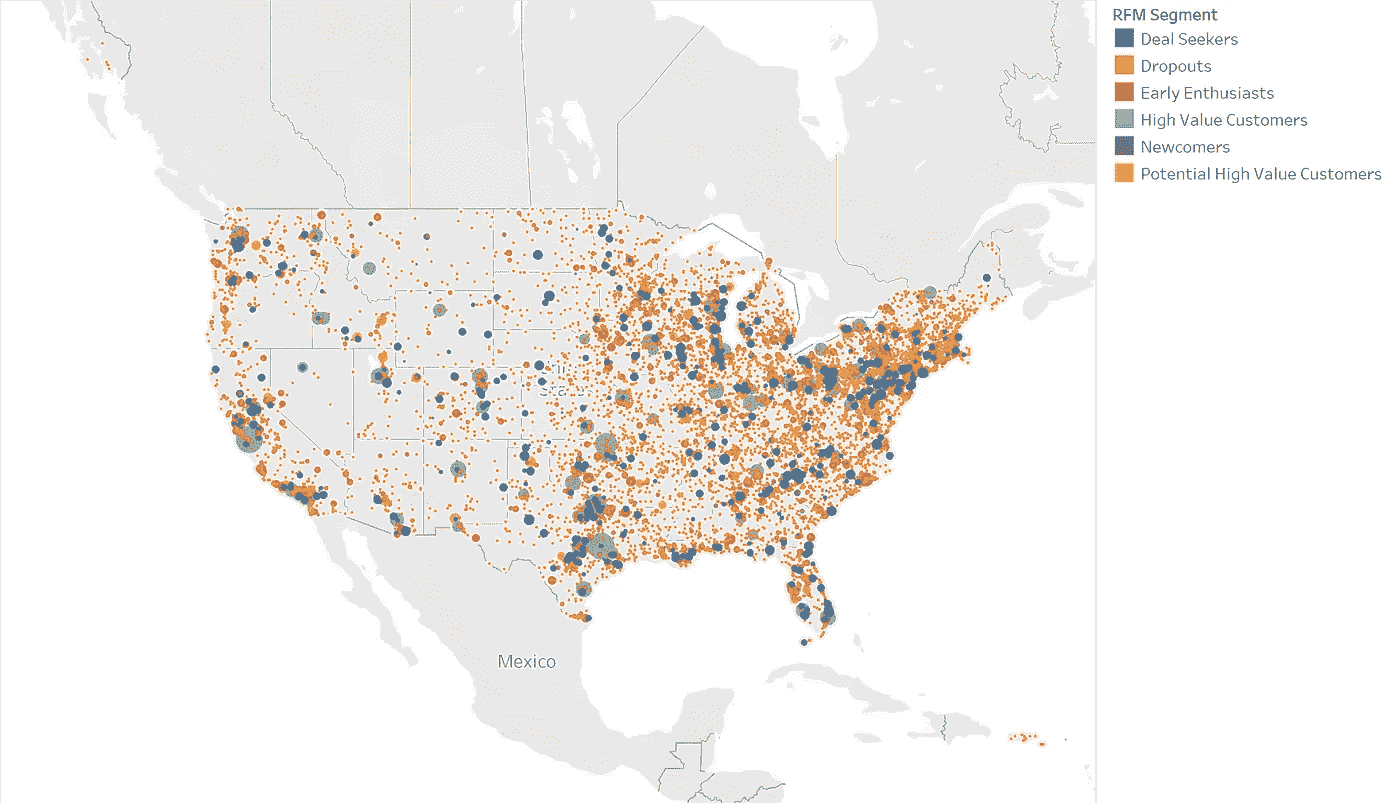 RFM Segment
Deal Seekers
Dropouts
Early Enthusiasts
High Value Customers
Newcomers
Potential High Value Customers
Mexico